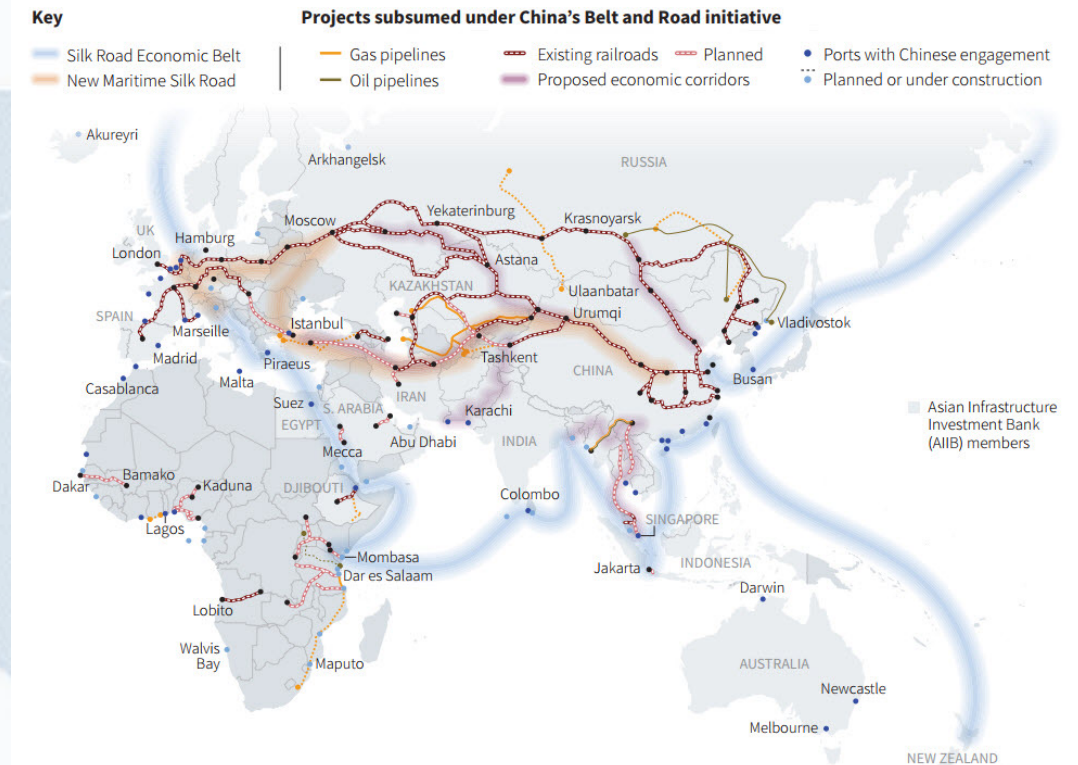 Key
Projects subsumed under China's Belt and Road initiative
Silk Road Economic Belt
New Maritime Silk Road
Gas pipelines
Oil pipelines
Existing railroads
Planned
Proposed economic corridors
Ports with Chinese engagement
Planned or under construction
Akureyri
Arkhangelsk
RUSSIA
Moscow
Yekaterinburg
Krasnoyarsk
UK
Hamburg
London
Astana
KAZAKHSTAN
Ulaanbatar
Urumqi
SPAIN
Marseille
Istanbul
Vladivostok
Madrid
Piraeus
Tashkent
CHINA
Busan
Casablanca
Malta
IRAN
Suez
S. ARABIA
Karachi
EGYPT
Abu Dhabi
INDIA
Mecca
Asian Infrastructure
Investment Bank
(AIIB) members
Dakar
Bamako
Kaduna
DJIBOUTI
Colombo
Lagos
SINGAPORE
Mombasa
INDONESIA
Dar es Salaam
Jakarta
Darwin
Lobito
Walvis
Bay
Maputo
AUSTRALIA
Newcastle
Melbourne
NEW ZEALAND